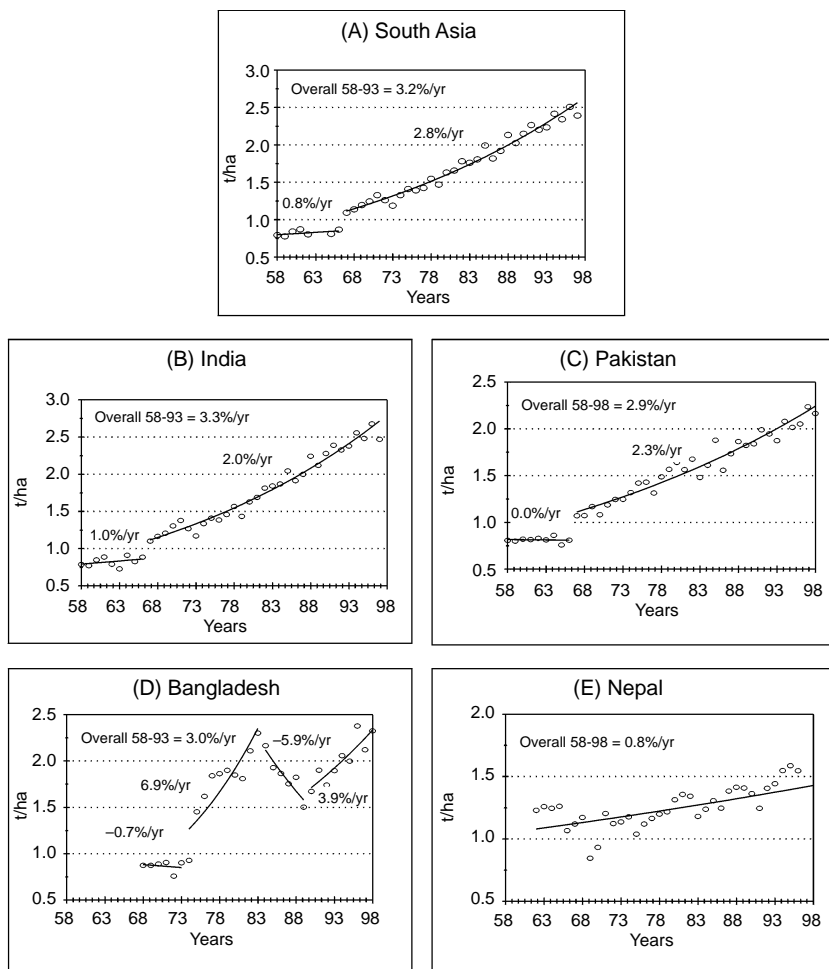 (A) South Asia
3.0
Overall 58-93 = 3.2%/yr
2.5
2.8%/yr
2.0
t/ha
1.5
0.8%/yr
1.0
0.5
58 63 68 73 78 83 88 93 98
Years
(B) India
3.0
Overall 58-93 = 3.3%/yr
2.5
2.0%/yr
2.0
t/ha
1.5
1.0%/yr
1.0
0.5
58 63 68 73 78 83 88 93 98
Years
(C) Pakistan
2.5
Overall 58-98 = 2.9%/yr
2.0
2.3%/yr
t/ha
1.5
0.0%/yr
1.0
0.5
58 63 68 73 78 83 88 93 98
Years
(D) Bangladesh
2.5
Overall 58-93 = 3.0%/yr
–5.9%/yr
2.0
6.9%/yr
t/ha
1.5
3.9%/yr
–0.7%/yr
1.0
0.5
58 63 68 73 78 83 88 93 98
Years
(E) Nepal
2.0
Overall 58-98 = 0.8%/yr
1.5
t/ha
1.0
0.5
58 63 68 73 78 83 88 93 98
Years